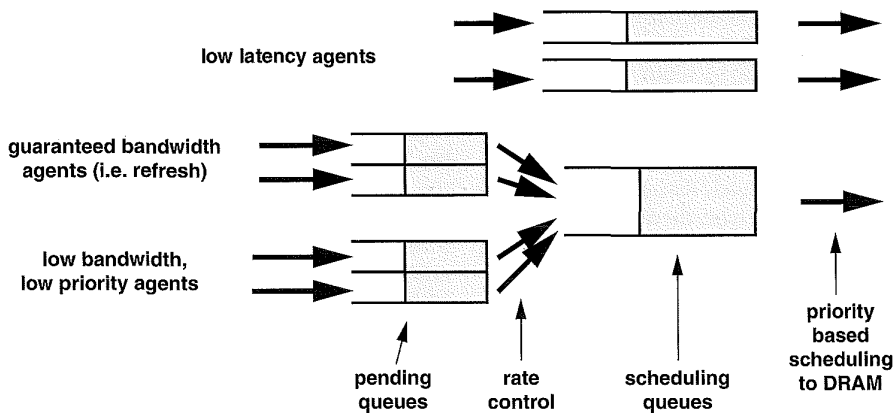 low latency agents
guaranteed bandwidth
agents (i.e. refresh)
low bandwidth,
low priority agents
pending
queues
rate
control
scheduling
queues
priority
based
scheduling
to DRAM